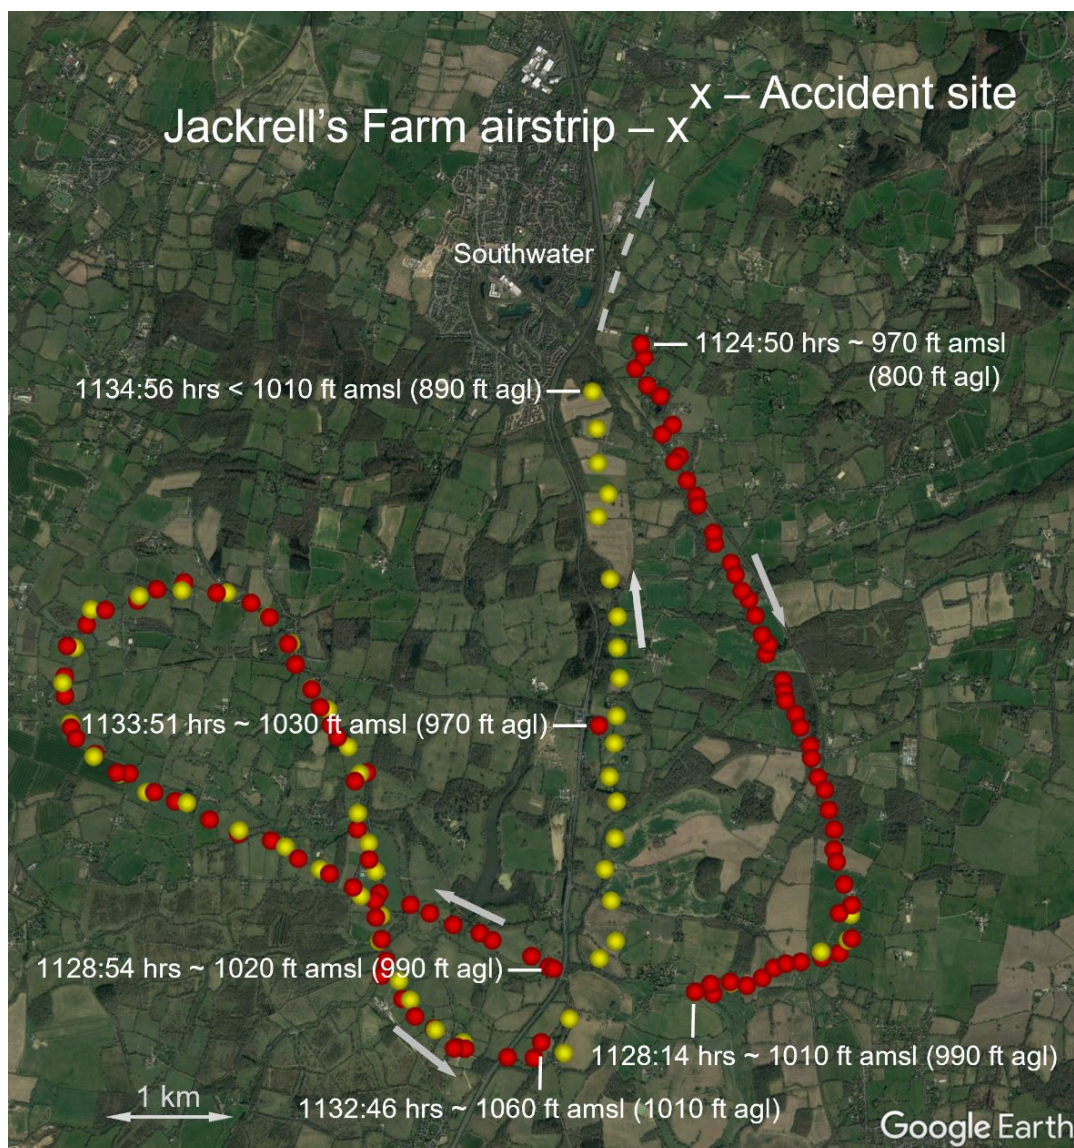 x – Accident site
Jackrell’s Farm airstrip – x
Southwater
1124:50 hrs ~ 970 ft amsl
(800 ft agl)
1134:56 hrs < 1010 ft amsl (890 ft agl)
1133:51 hrs ~ 1030 ft amsl (970 ft agl)
1128:54 hrs ~ 1020 ft amsl (990 ft agl)
1128:14 hrs ~ 1010 ft amsl (990 ft agl)
1 km
1132:46 hrs ~ 1060 ft amsl (1010 ft agl)
Google Earth